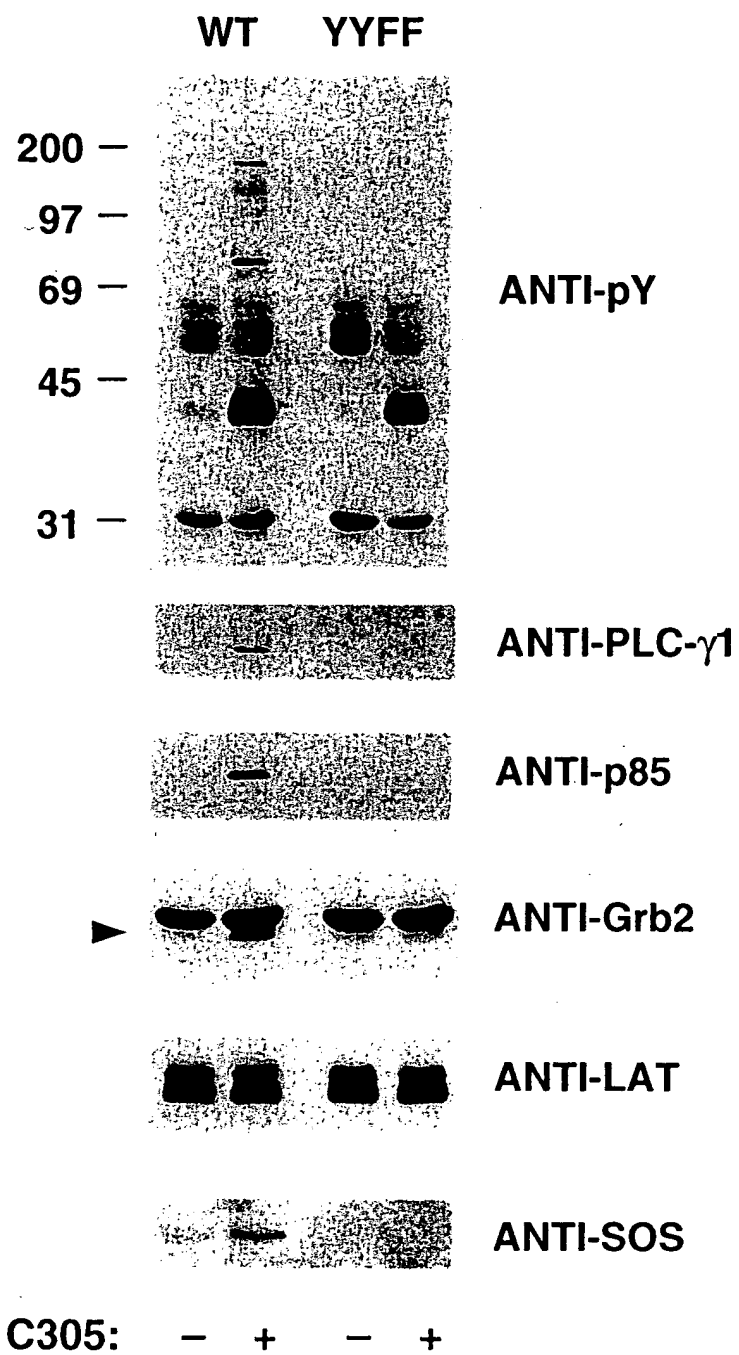 WT YYFF
200 –
97 –
69 –
ANTI-pY
45 –
31 –
ANTI-PLC-γ1
ANTI-p85
ANTI-Grb2
ANTI-LAT
ANTI-SOS
C305: – + – +